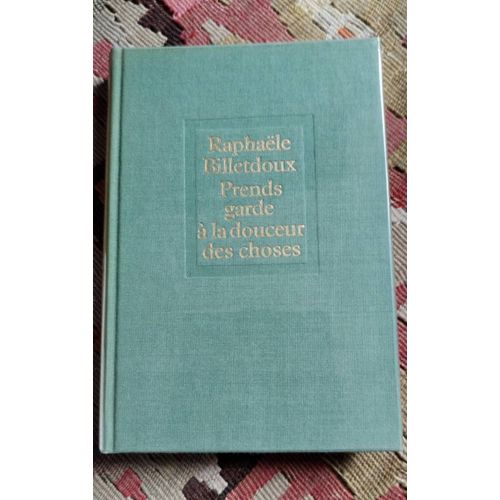 Raphaële
Billetdoux
Prends
garde
à la douceur
des choses